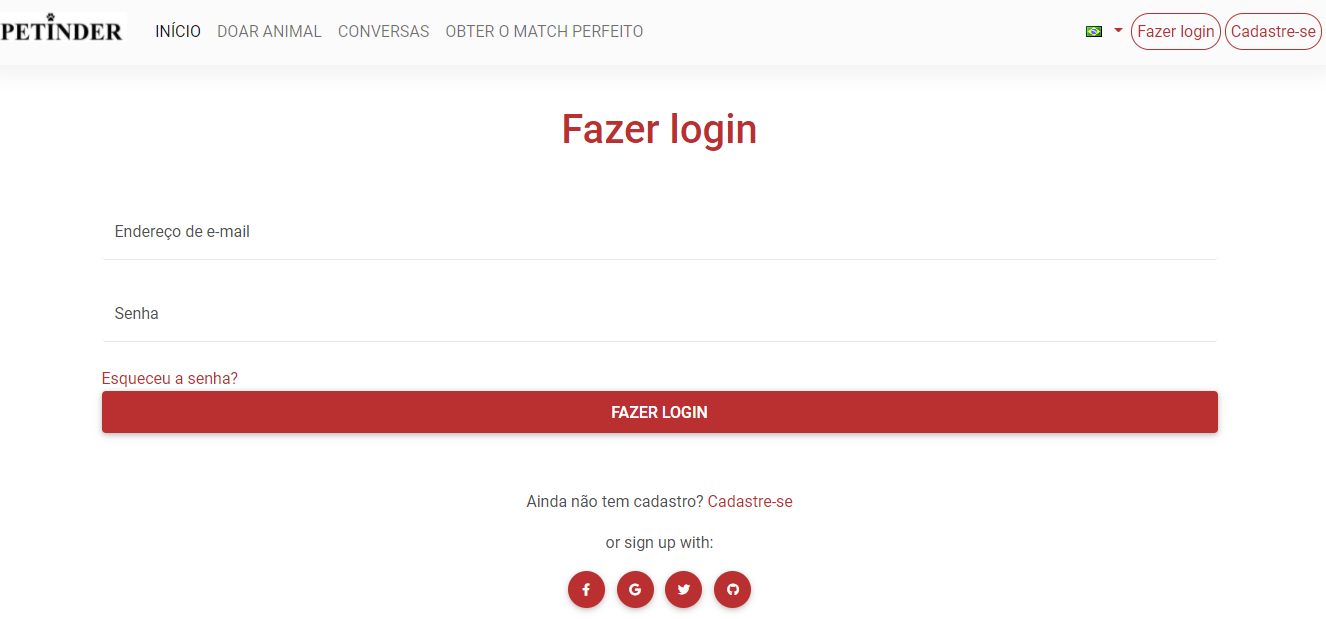 PETINDER INÍCIO DOAR ANIMAL CONVERSAS OBTER O MATCH PERFEITO Fazer login Cadastre-se
Fazer login
Endereço de e-mail
Senha
Esqueceu a senha?
FAZER LOGIN
Ainda não tem cadastro? Cadastre-se
or sign up with: